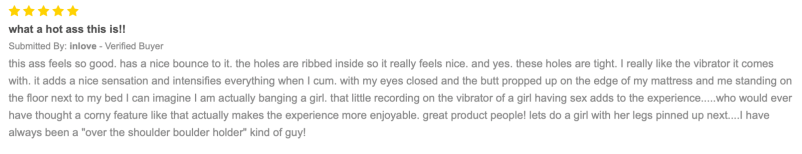 what a hot ass this is!!
Submitted By: inlove - Verified Buyer
this ass feels so good. has a nice bounce to it. the holes are ribbed inside so it really feels nice. and yes. these holes are tight. I really like the vibrator it comes
with. it adds a nice sensation and intensifies everything when I cum. with my eyes closed and the butt propped up on the edge of my mattress and me standing
on the floor next to my bed I can imagine I am actually banging a girl. that little recording on the vibrator of a girl having sex adds to the experience.....who would ever
have thought a corny feature like that actually makes the experience more enjoyable. great product people! lets do a girl with her legs pinned up next....I have
always been a "over the shoulder boulder holder" kind of guy!